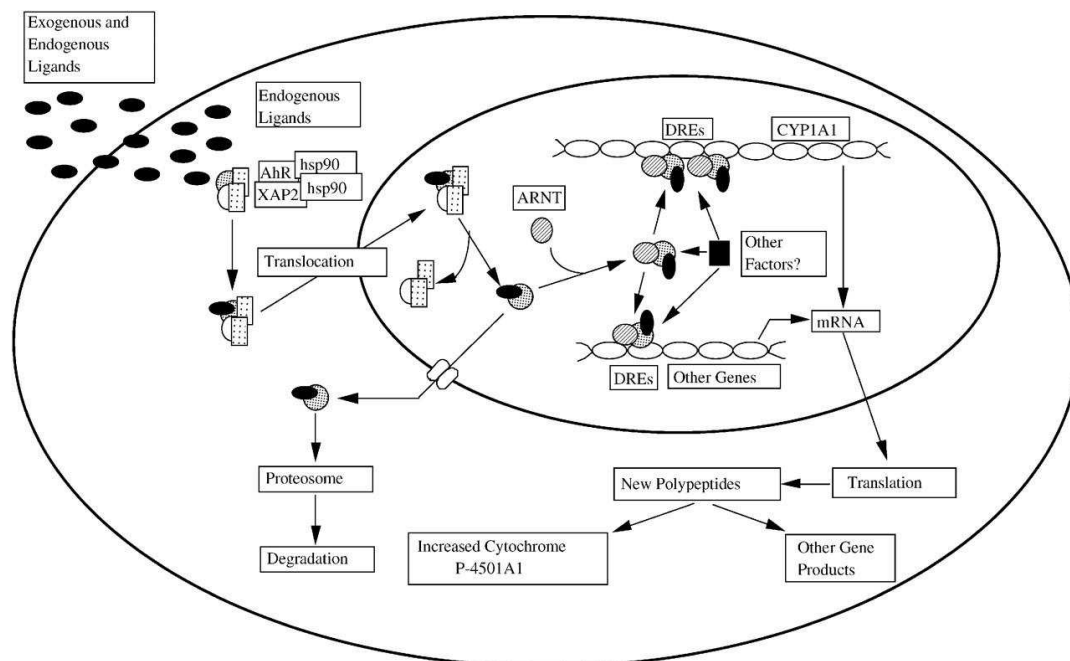 Exogenous and
Endogenous
Ligands
Endogenous
Ligands
AhR
hsp90
XAP2
hsp90
Translocation
ARNT
DREs
CYP1A1
Other
Factors?
mRNA
DREs
Other Genes
Proteosome
Degradation
New Polypeptides
Translation
Increased Cytochrome
P-4501A1
Other Gene
Products